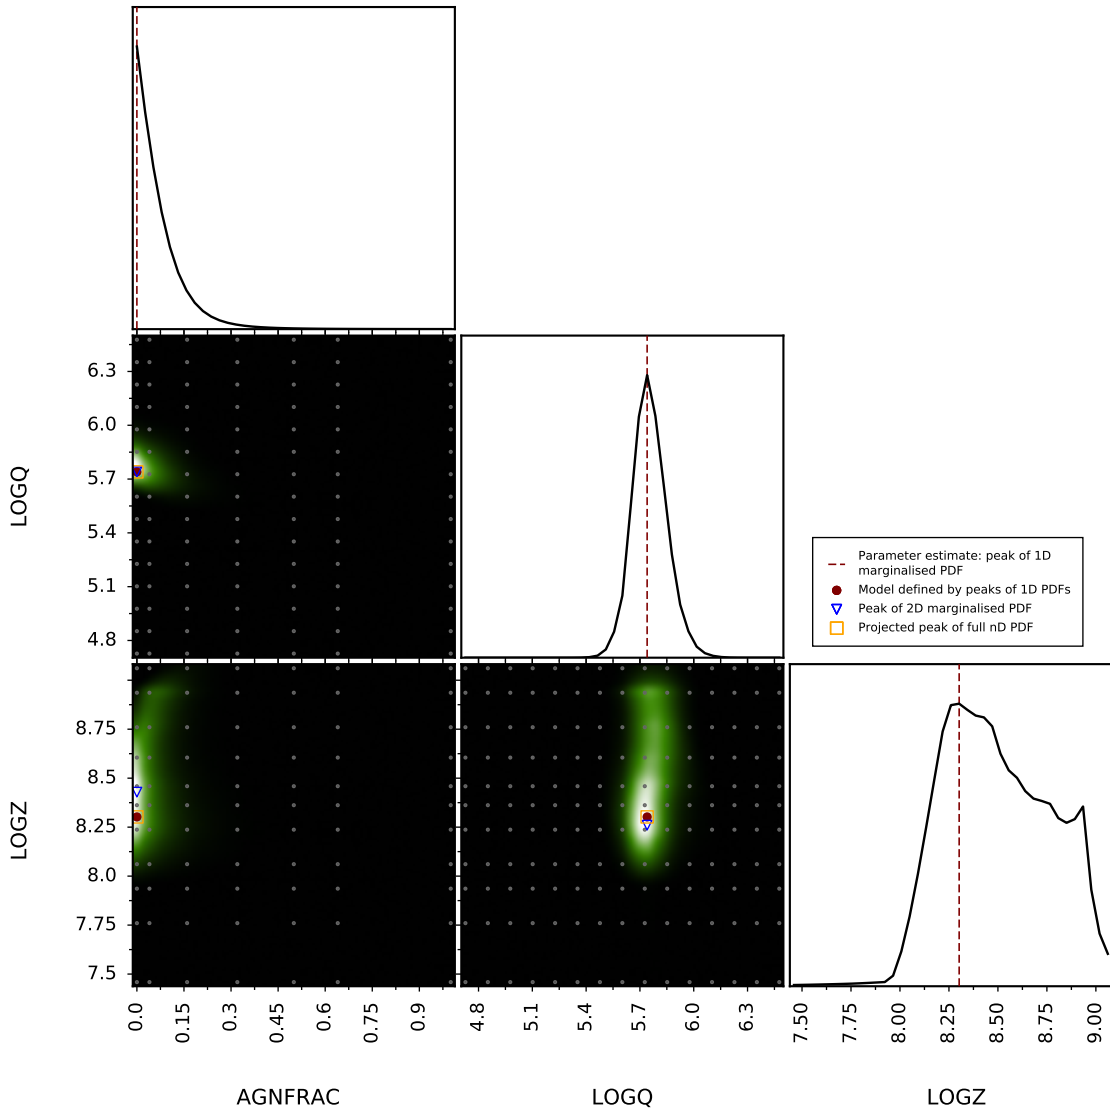 LOGQ
6.3
6.0
5.7
5.4
5.1
4.8
Parameter estimate: peak of 1D
marginalised PDF
Model defined by peaks of 1D PDFs
Peak of 2D marginalised PDF
Projected peak of full nD PDF
LOGZ
8.75
8.5
8.25
8.0
7.75
7.5
0.0 0.15 0.3 0.45 0.6 0.75 0.9
4.8 5.1 5.4 5.7 6.0 6.3
7.50 7.75 8.00 8.25 8.50 8.75 9.00
AGNFRAC
LOGQ
LOGZ